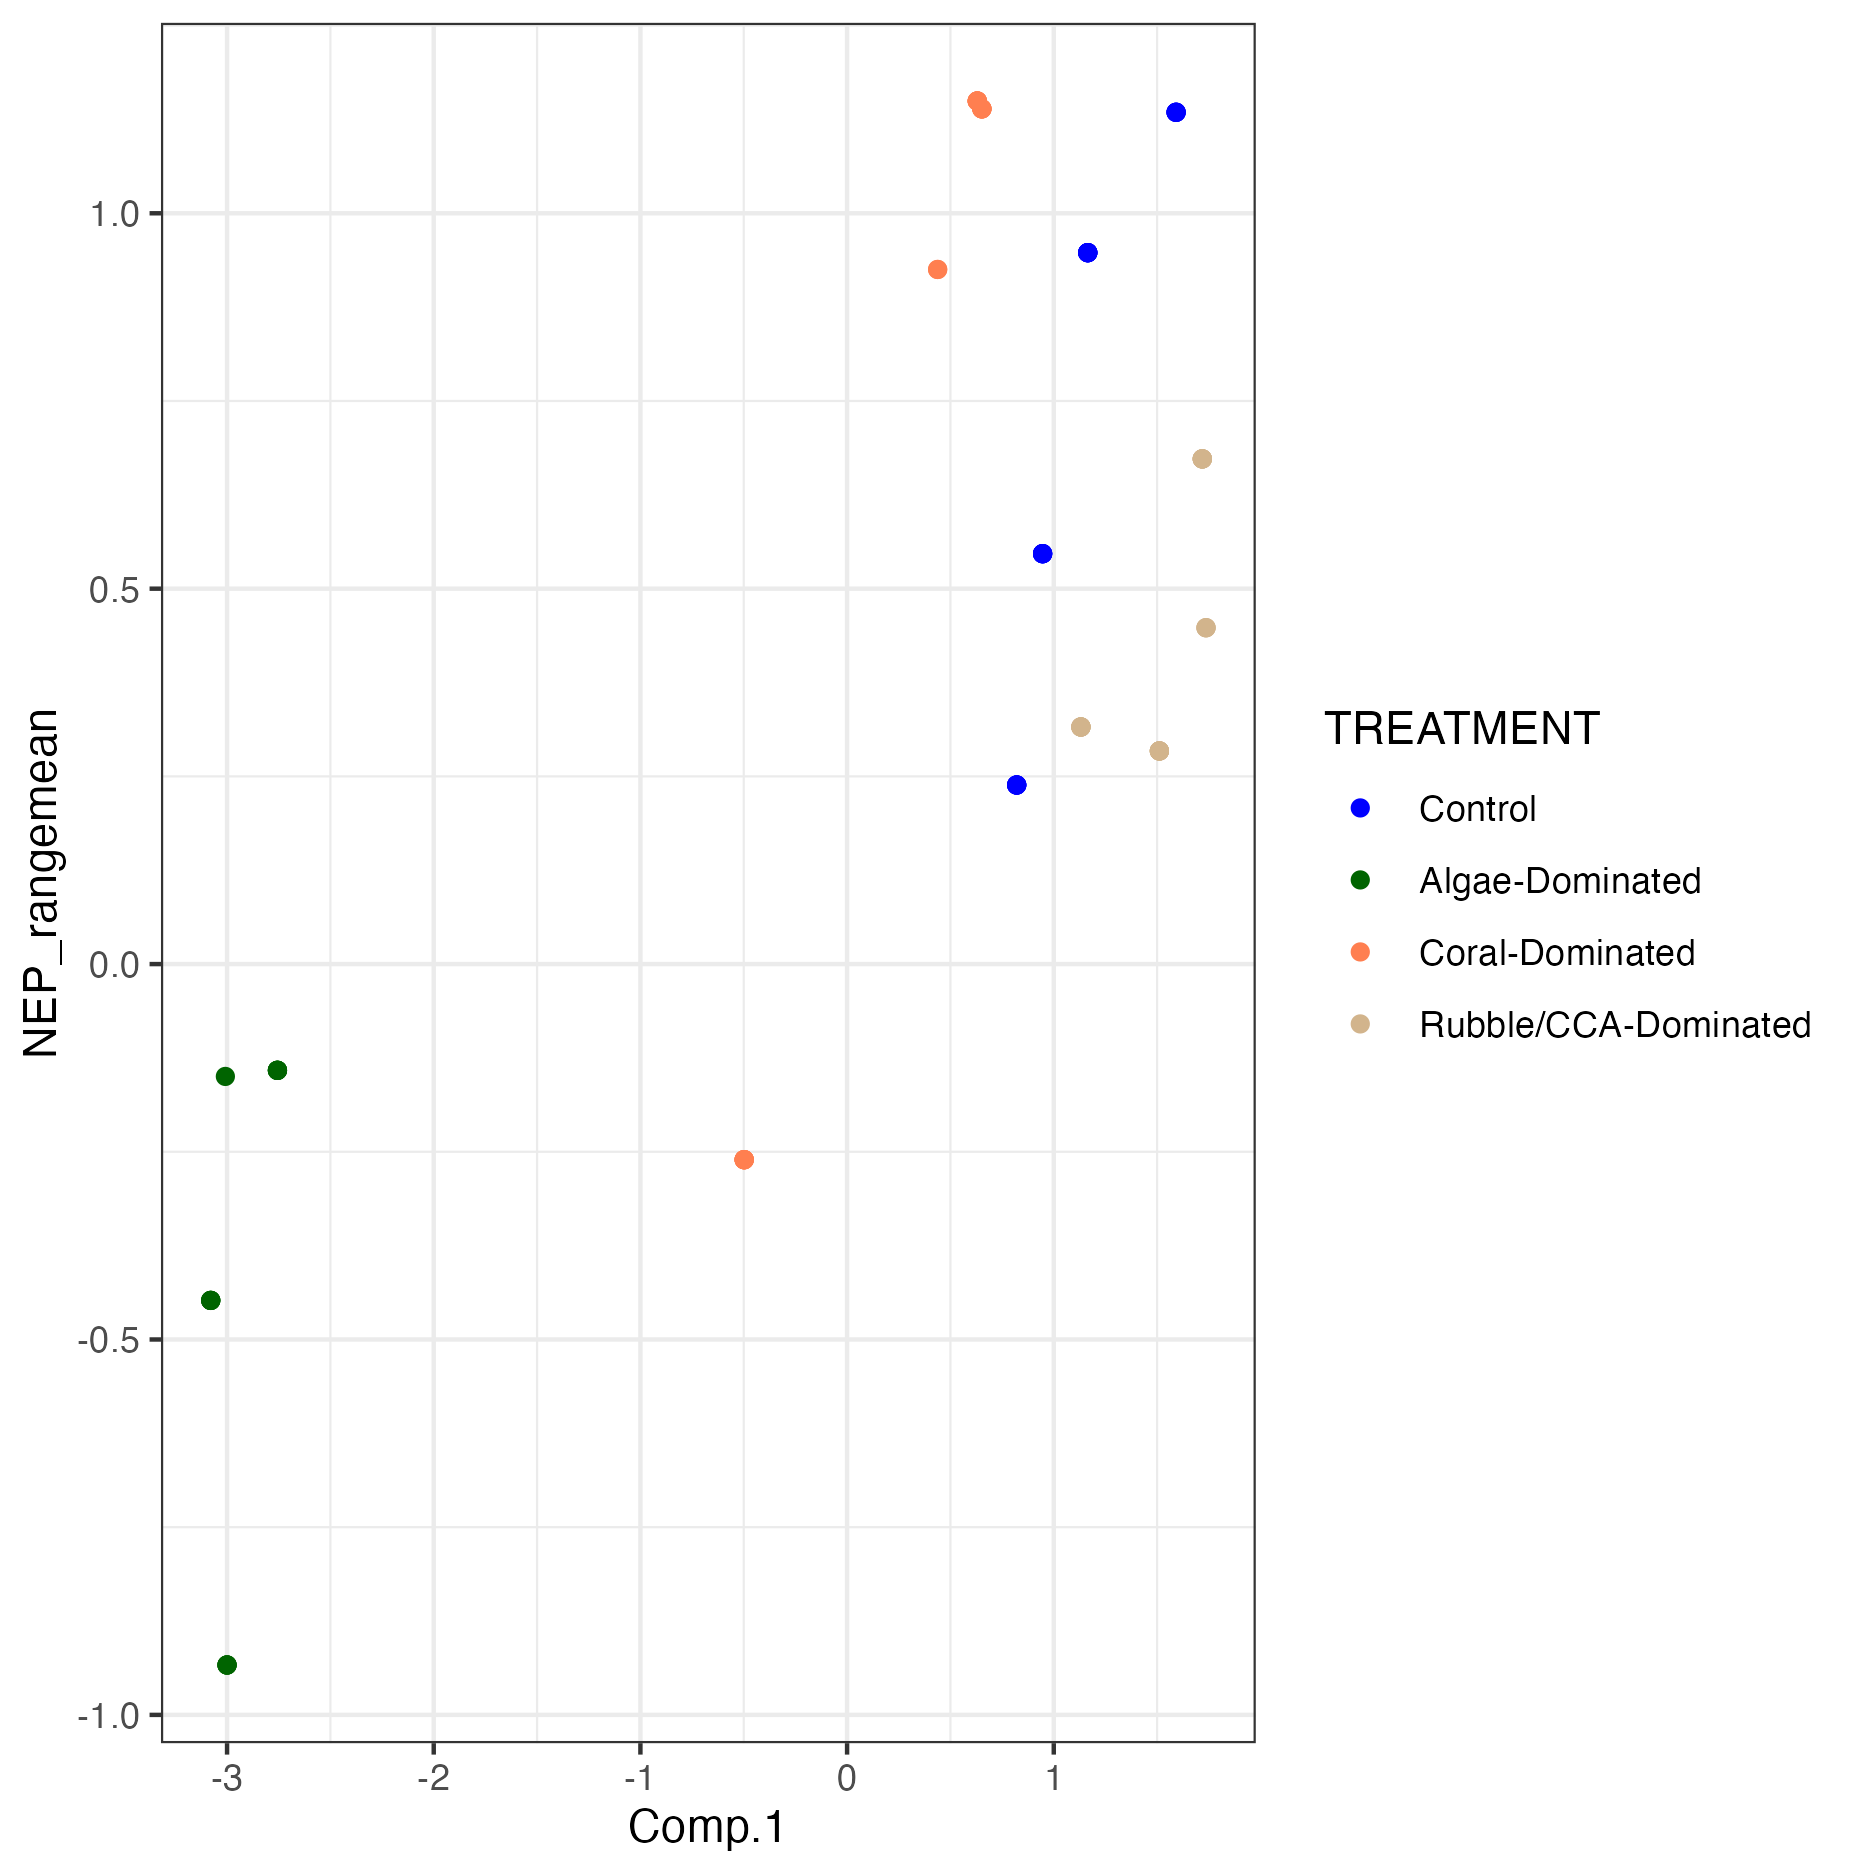 NEP_rangemean
1.0
0.5
0.0
-0.5
-1.0
-3 -2 -1 0 1
Comp.1
TREATMENT
Control
Algae-Dominated
Coral-Dominated
Rubble/CCA-Dominated